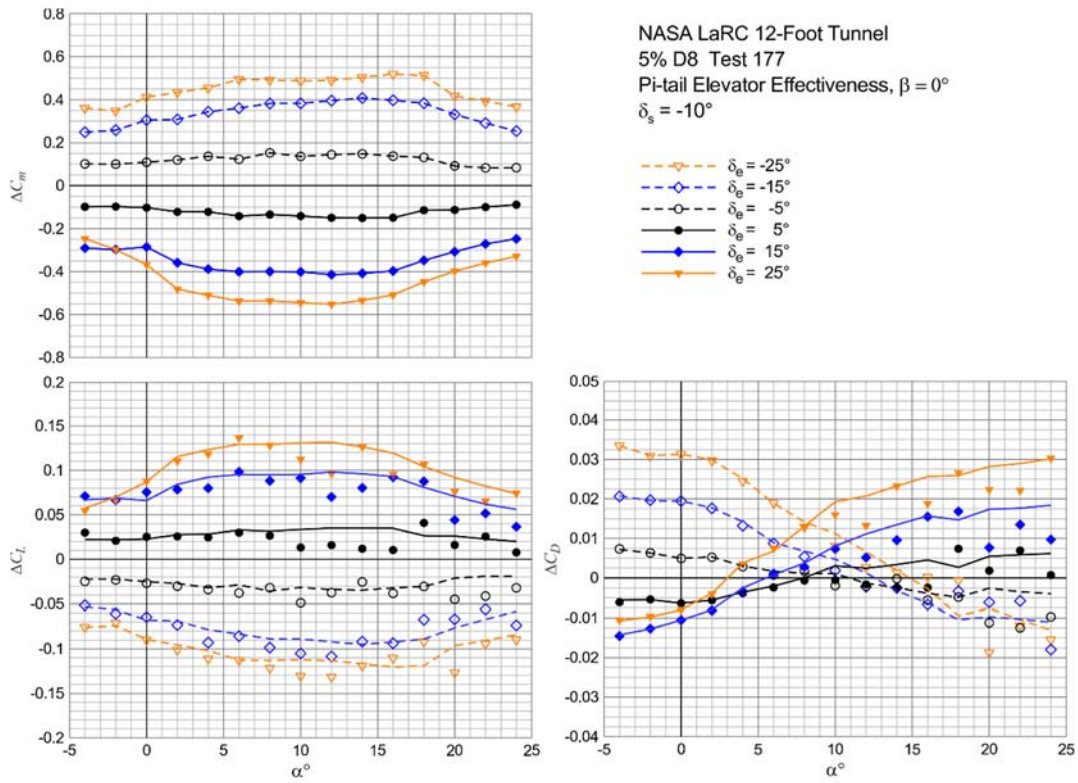 NASA LaRC 12-Foot Tunnel
5% D8 Test 177
Pi-tail Elevator Effectiveness, β = 0°
δs = -10°
δe = -25°
δe = -15°
δe = -5°
δe = 5°
δe = 15°
δe = 25°
0.8
0.6
0.4
0.2
0
-0.2
-0.4
-0.6
-0.8
ΔCm
0.2
0.15
0.1
0.05
0
-0.05
-0.1
-0.15
-0.2
ΔCL
-5 0 5 10 15 20 25
α°
0.05
0.04
0.03
0.02
0.01
0
-0.01
-0.02
-0.03
-0.04
ΔCD
-5 0 5 10 15 20 25
α°